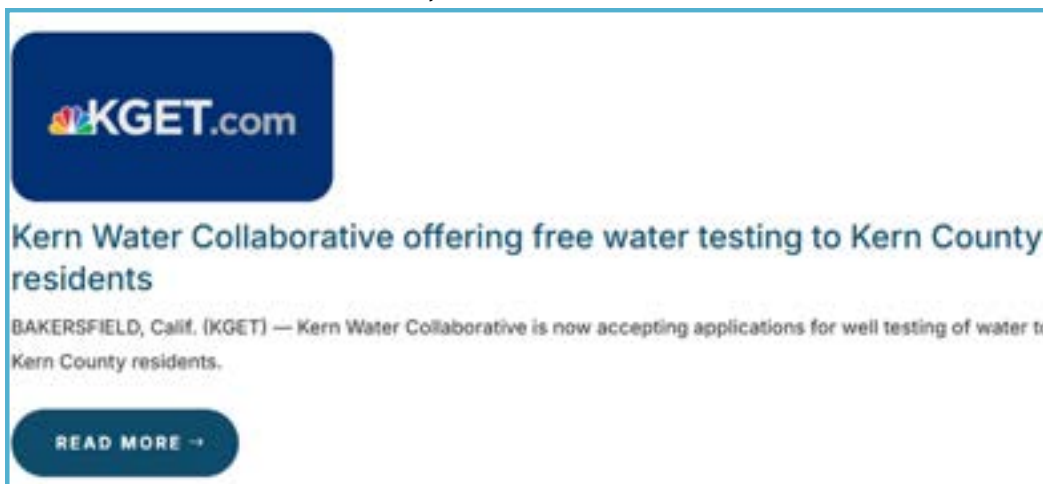 KGET.com
Kern Water Collaborative offering free water testing to Kern County
residents
BAKERSFIELD, Calif. (KGET) — Kern Water Collaborative is now accepting applications for well testing of water to
Kern County residents.
READ MORE →